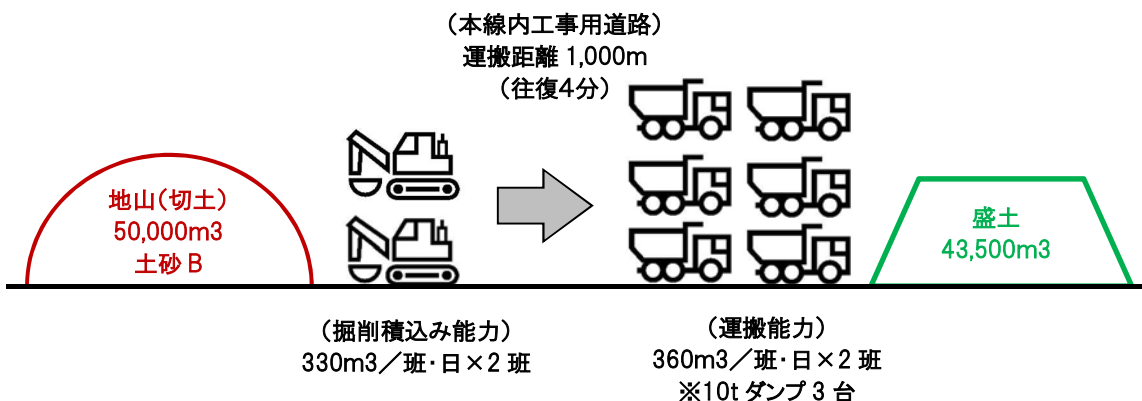 （本線内工事用道路）
運搬距離 1,000m
（往復4分）
地山（切土）
50,000m3
土砂 B
盛土
43,500m3
（掘削積込み能力）
330m3／班・日×2 班
（運搬能力）
360m3／班・日×2 班
※10t ダンプ 3 台